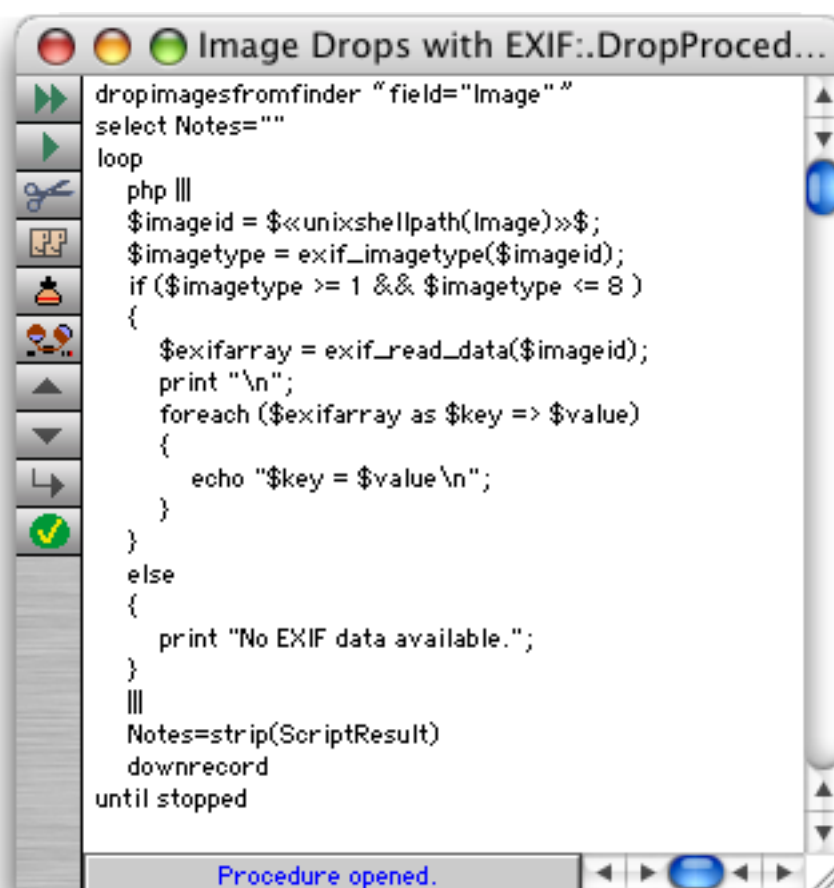 Image Drops with EXIF:.DropProced...
dropimagesfromfinder “field="Image"”
select Notes=""
loop
php |||
$imageid = $«unixshellpath(Image)»$;
$imagetype = exif_imagetype($imageid);
if ($imagetype >= 1 && $imagetype <= 8 )
{
$exifarray = exif_read_data($imageid);
print "\n";
foreach ($exifarray as $key => $value)
{
echo "$key = $value\n";
}
}
else
{
print "No EXIF data available.";
}
|||
Notes=strip(ScriptResult)
downrecord
until stopped
Procedure opened.